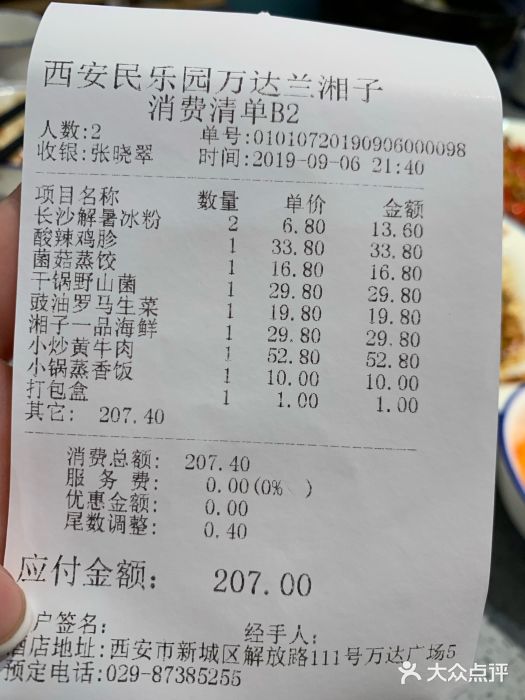 西安民乐园万达兰湘子
消费清单B2
人数:2 单号:01010720190906000098
收银:张晓翠 时间:2019-09-06 21:40
项目名称 数量 单价 金额
长沙解暑冰粉 2 6.80 13.60
酸辣鸡胗 1 33.80 33.80
菌菇蒸饺 1 16.80 16.80
干锅野山菌 1 29.80 29.80
豉油罗马生菜 1 19.80 19.80
湘子一品海鲜 1 29.80 29.80
小炒黄牛肉 1 52.80 52.80
小锅蒸香饭 1 10.00 10.00
打包盒 1 1.00 1.00
其它: 207.40
消费总额: 207.40
服务费: 0.00(0% )
优惠金额: 0.00
尾数调整: 0.40
应付金额: 207.00
户签名: 经手人:
酒店地址:西安市新城区解放路111号万达广场5
预定电话:029-87385255
大众点评